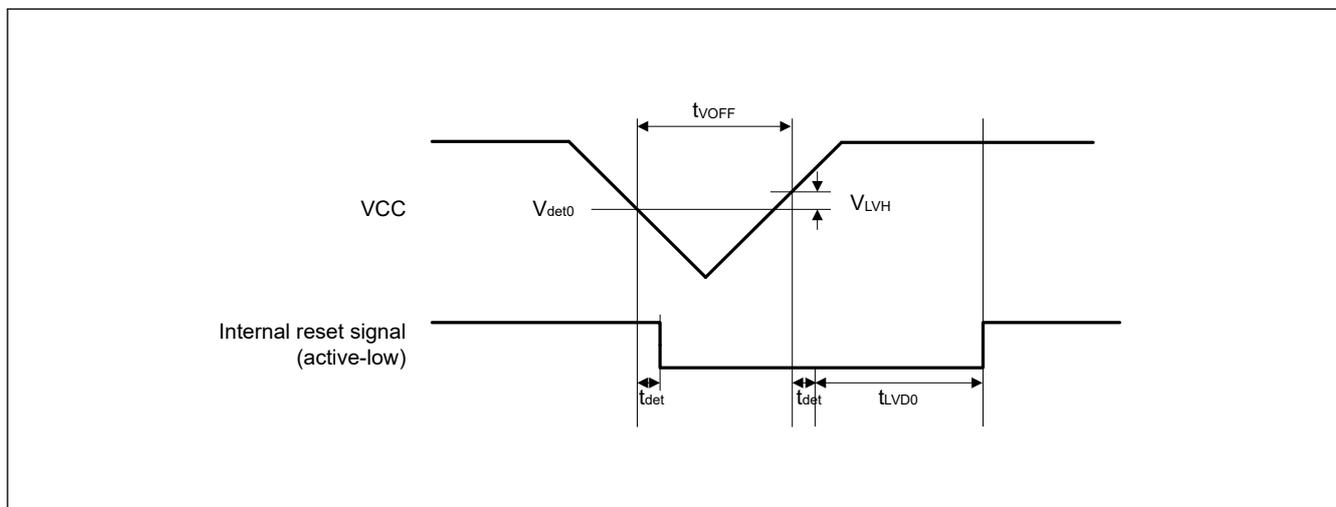 tVOFF
VCC
Vdet0
VLVH
Internal reset signal
(active-low)
tdet
tdet
tLVD0